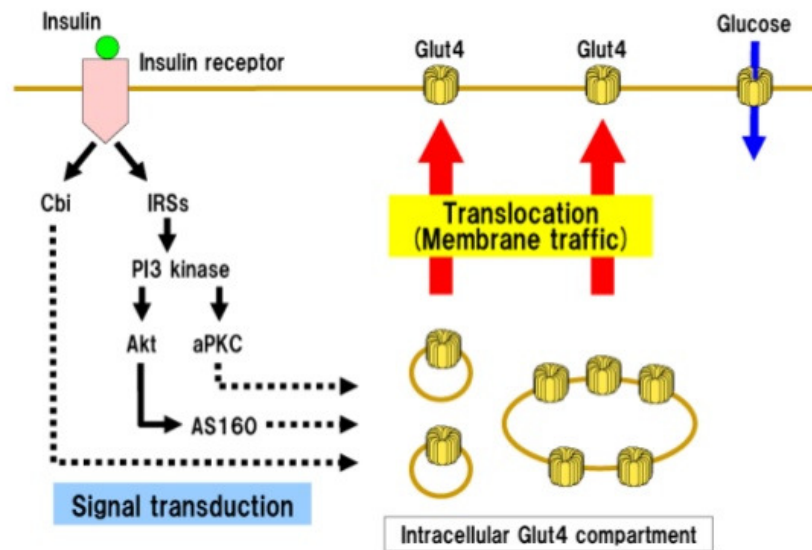 Insulin
Insulin receptor
Glut4
Glut4
Glucose
Cbi
IRSs
PI3 kinase
Akt
aPKC
AS160
Translocation
(Membrane traffic)
Signal transduction
Intracellular Glut4 compartment